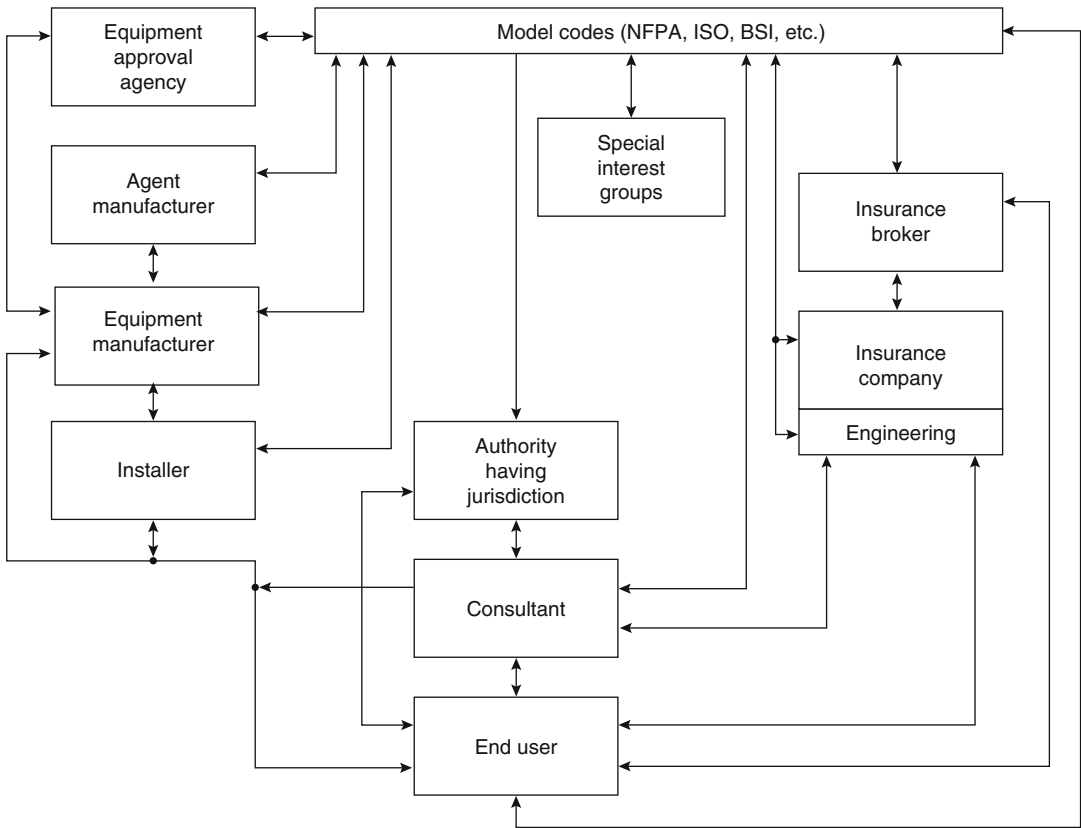 Equipment
approval
agency
Model codes (NFPA, ISO, BSI, etc.)
Special
interest
groups
Agent
manufacturer
Insurance
broker
Equipment
manufacturer
Insurance
company
Engineering
Installer
Authority
having
jurisdiction
Consultant
End user